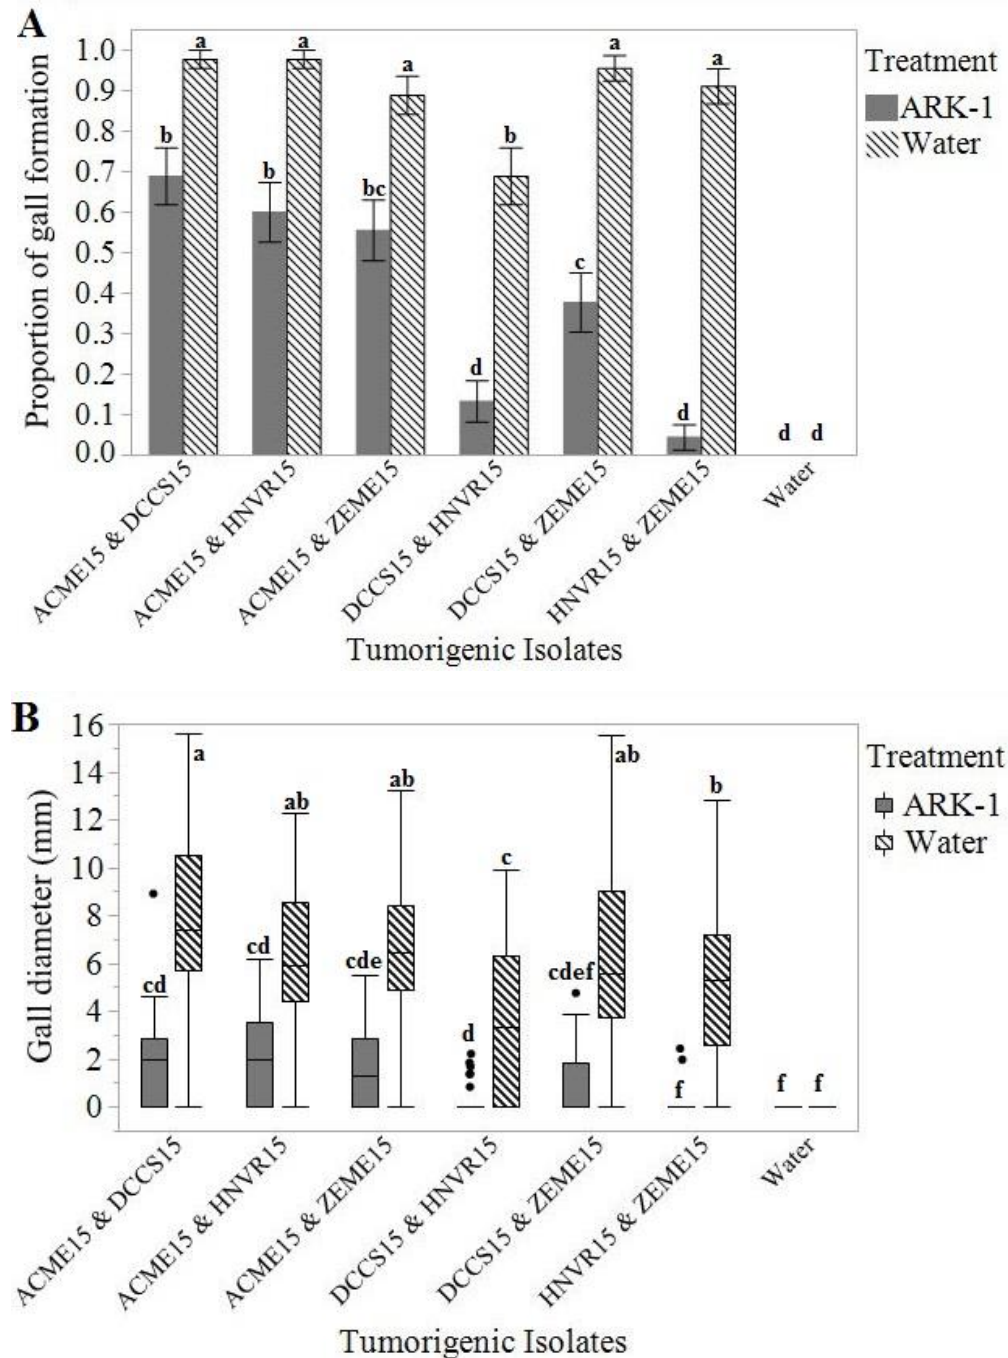 A
Proportion of gall formation
1.0
0.9
0.8
0.7
0.6
0.5
0.4
0.3
0.2
0.1
0.0
b
a
b
a
bc
a
d
b
c
a
d
a
d
d
ACME15 & DCCS15
ACME15 & HNVR15
ACME15 & ZEME15
DCCS15 & HNVR15
DCCS15 & ZEME15
HNVR15 & ZEME15
Water
Tumorigenic Isolates
Treatment
ARK-1
Water
B
Gall diameter (mm)
16
14
12
10
8
6
4
2
0
cd
a
cd
ab
cde
ab
d
c
cdef
ab
f
b
f
f
ACME15 & DCCS15
ACME15 & HNVR15
ACME15 & ZEME15
DCCS15 & HNVR15
DCCS15 & ZEME15
HNVR15 & ZEME15
Water
Tumorigenic Isolates
Treatment
ARK-1
Water